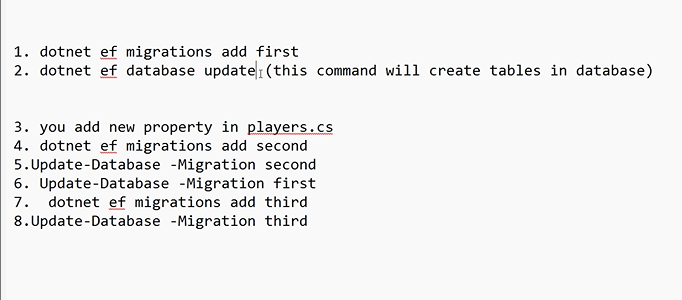 1. dotnet ef migrations add first
2. dotnet ef database update (this command will create tables in database)
3. you add new property in players.cs
4. dotnet ef migrations add second
5.Update-Database -Migration second
6. Update-Database -Migration first
7.  dotnet ef migrations add third
8.Update-Database -Migration third